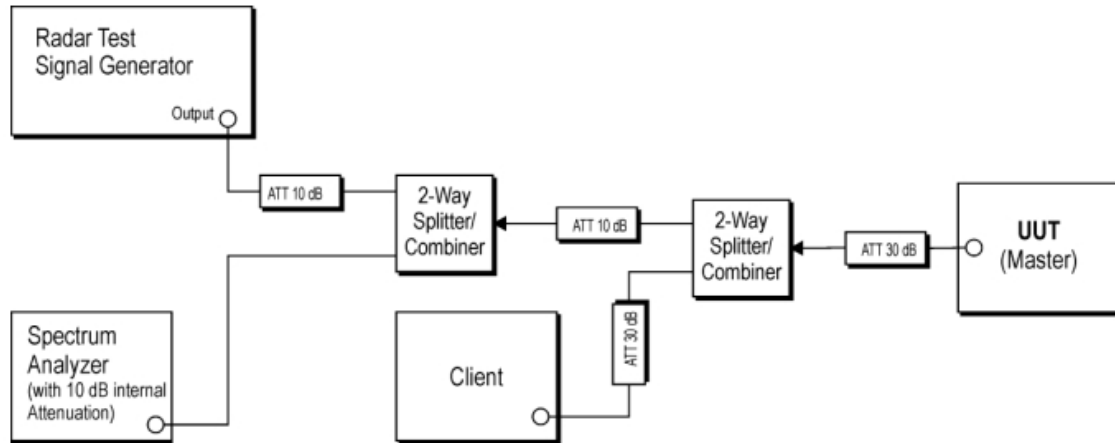 Radar Test
Signal Generator
Output
ATT 10 dB
2-Way
Splitter/
Combiner
ATT 10 dB
2-Way
Splitter/
Combiner
ATT 30 dB
UUT
(Master)
Spectrum
Analyzer
(with 10 dB internal
Attenuation)
Client
ATT 30 dB